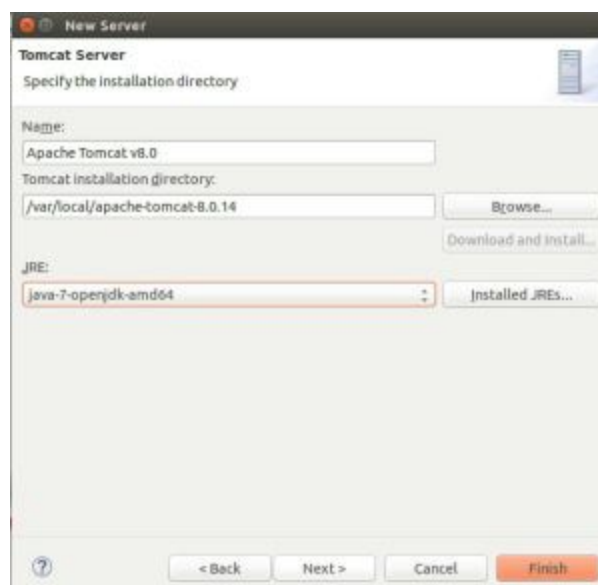 New Server
Tomcat Server
Specify the installation directory
Name:
Apache Tomcat v8.0
Tomcat installation directory:
/var/local/apache-tomcat-8.0.14
Browse...
Download and Install...
JRE:
java-7-openjdk-amd64
Installed JREs...
?
< Back
Next >
Cancel
Finish